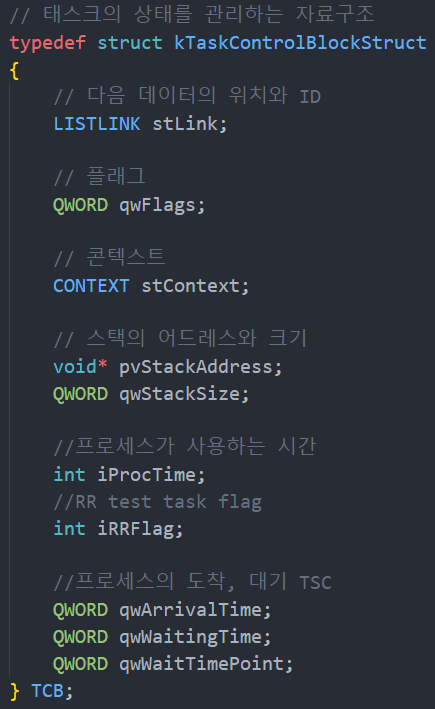 // 태스크의 상태를 관리하는 자료구조
typedef struct kTaskControlBlockStruct
{
    // 다음 데이터의 위치와 ID
    LISTLINK stLink;

    // 플래그
    QWORD qwFlags;

    // 콘텍스트
    CONTEXT stContext;

    // 스택의 어드레스와 크기
    void* pvStackAddress;
    QWORD qwStackSize;

    //프로세스가 사용하는 시간
    int iProcTime;
    //RR test task flag
    int iRRFlag;

    //프로세스의 도착, 대기 TSC
    QWORD qwArrivalTime;
    QWORD qwWaitingTime;
    QWORD qwWaitTimePoint;
} TCB;